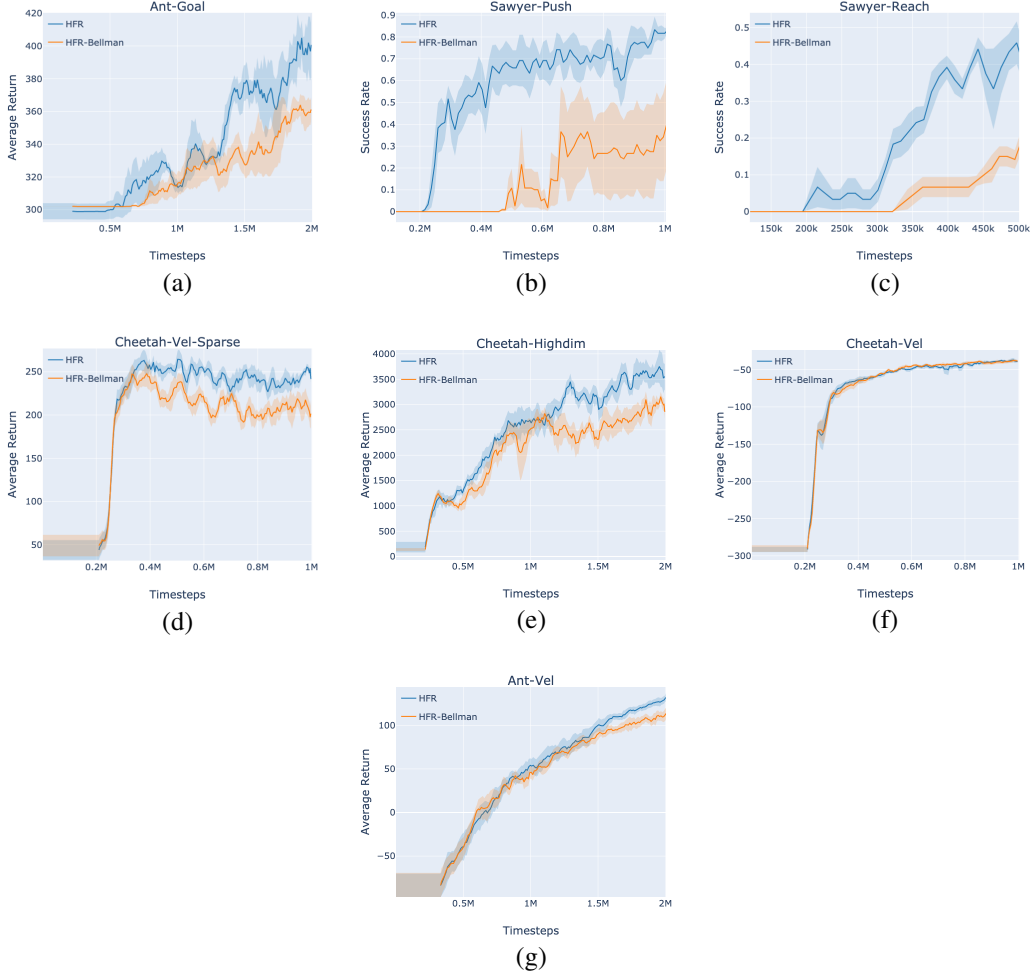 Ant-Goal
HFR
HFR-Bellman
420
400
380
360
340
320
300
Average Return
0.5M 1M 1.5M 2M
Timesteps
(a)
Sawyer-Push
HFR
HFR-Bellman
0.9
0.8
0.7
0.6
0.5
0.4
0.3
0.2
0.1
0
Success Rate
0.2M 0.4M 0.6M 0.8M 1M
Timesteps
(b)
Sawyer-Reach
HFR
HFR-Bellman
0.5
0.4
0.3
0.2
0.1
0
Success Rate
150k 200k 250k 300k 350k 400k 450k 500k
Timesteps
(c)
Cheetah-Vel-Sparse
HFR
HFR-Bellman
250
200
150
100
50
Average Return
0.2M 0.4M 0.6M 0.8M 1M
Timesteps
(d)
Cheetah-Highdim
HFR
HFR-Bellman
4000
3500
3000
2500
2000
1500
1000
500
0
Average Return
0.5M 1M 1.5M 2M
Timesteps
(e)
Cheetah-Vel
HFR
HFR-Bellman
−50
−100
−150
−200
−250
−300
Average Return
0.2M 0.4M 0.6M 0.8M 1M
Timesteps
(f)
Ant-Vel
HFR
HFR-Bellman
100
50
0
−50
Average Return
0.5M 1M 1.5M 2M
Timesteps
(g)